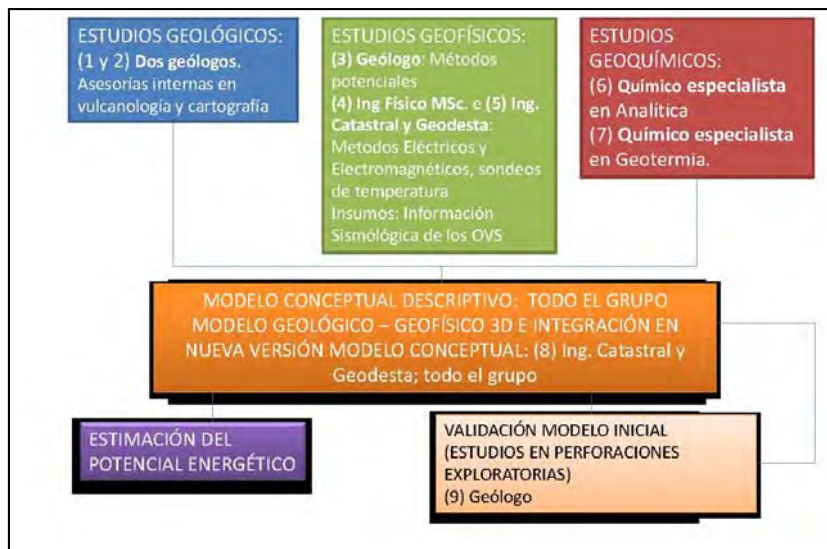 ESTUDIOS GEOLÓGICOS:
(1 y 2) Dos geólogos.
Asesorías internas en
vulcanología y cartografía
ESTUDIOS GEOFÍSICOS:
(3) Geólogo: Métodos
potenciales
(4) Ing Físico MSc. e (5) Ing.
Catastral y Geodesta:
Metodos Eléctricos y
Electromagnéticos, sondeos
de temperatura
Insumos: Información
Sismológica de los OVS
ESTUDIOS
GEOQUÍMICOS:
(6) Químico especialista
en Analítica
(7) Químico especialista
en Geotermia.
MODELO CONCEPTUAL DESCRIPTIVO: TODO EL GRUPO
MODELO GEOLÓGICO – GEOFÍSICO 3D E INTEGRACIÓN EN
NUEVA VERSIÓN MODELO CONCEPTUAL: (8) Ing. Catastral y
Geodesta; todo el grupo
ESTIMACIÓN DEL
POTENCIAL ENERGÉTICO
VALIDACIÓN MODELO INICIAL
(ESTUDIOS EN PERFORACIONES
EXPLORATORIAS)
(9) Geólogo